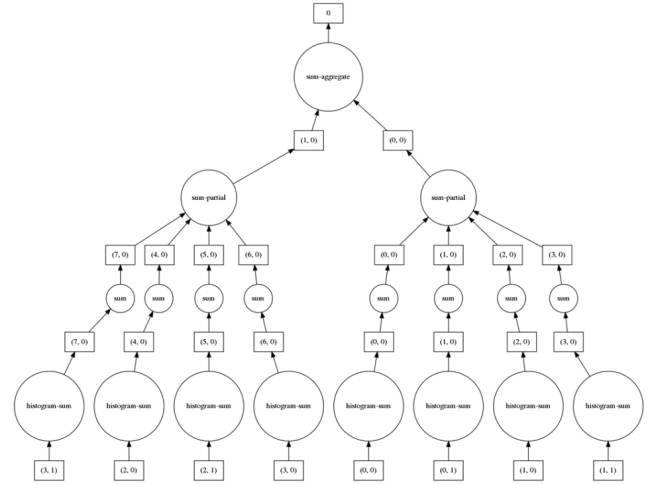 0
sum-aggregate
(1, 0) (0, 0)
sum-partial sum-partial
(7, 0) (4, 0) (5, 0) (6, 0) (0, 0) (1, 0) (2, 0) (3, 0)
sum sum sum sum sum sum sum sum
(7, 0) (4, 0) (5, 0) (6, 0) (0, 0) (1, 0) (2, 0) (3, 0)
histogram-sum histogram-sum histogram-sum histogram-sum histogram-sum histogram-sum histogram-sum histogram-sum
(3, 1) (2, 0) (2, 1) (3, 0) (0, 0) (0, 1) (1, 0) (1, 1)